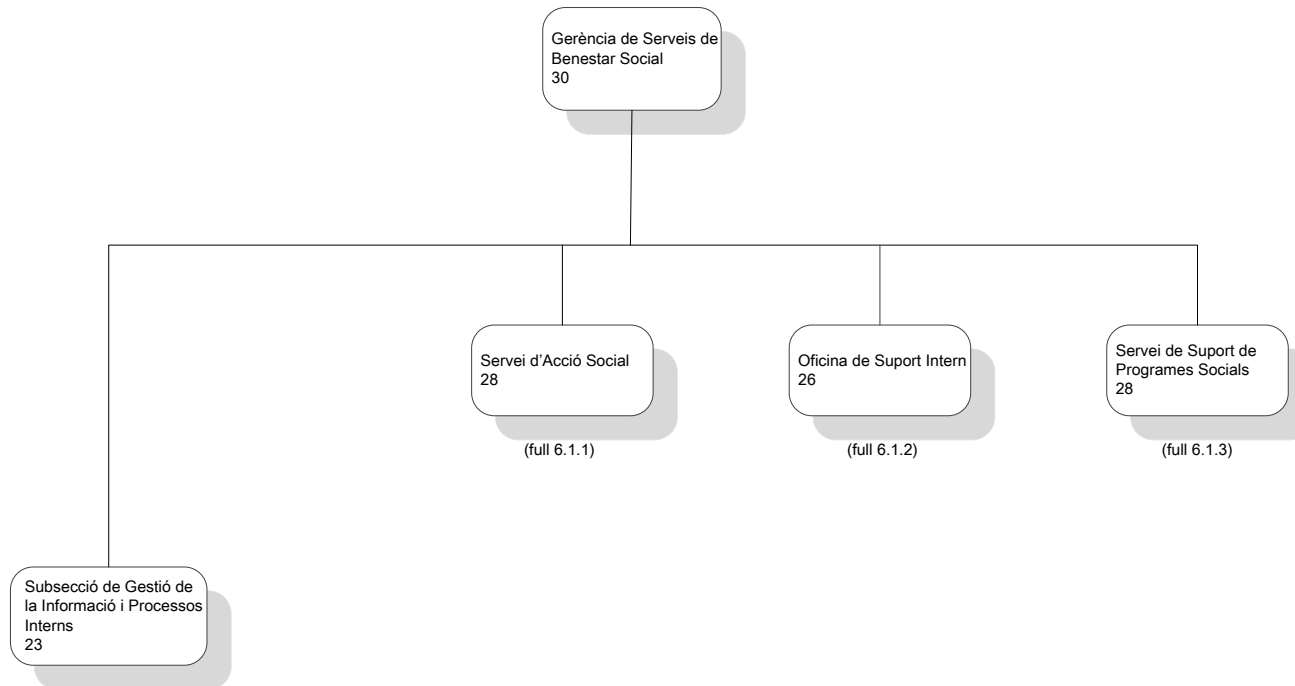 Gerència de Serveis de
Benestar Social
30
Servei d’Acció Social
28
(full 6.1.1)
Oficina de Suport Intern
26
(full 6.1.2)
Servei de Suport de
Programes Socials
28
(full 6.1.3)
Subsecció de Gestió de
la Informació i Processos
Interns
23